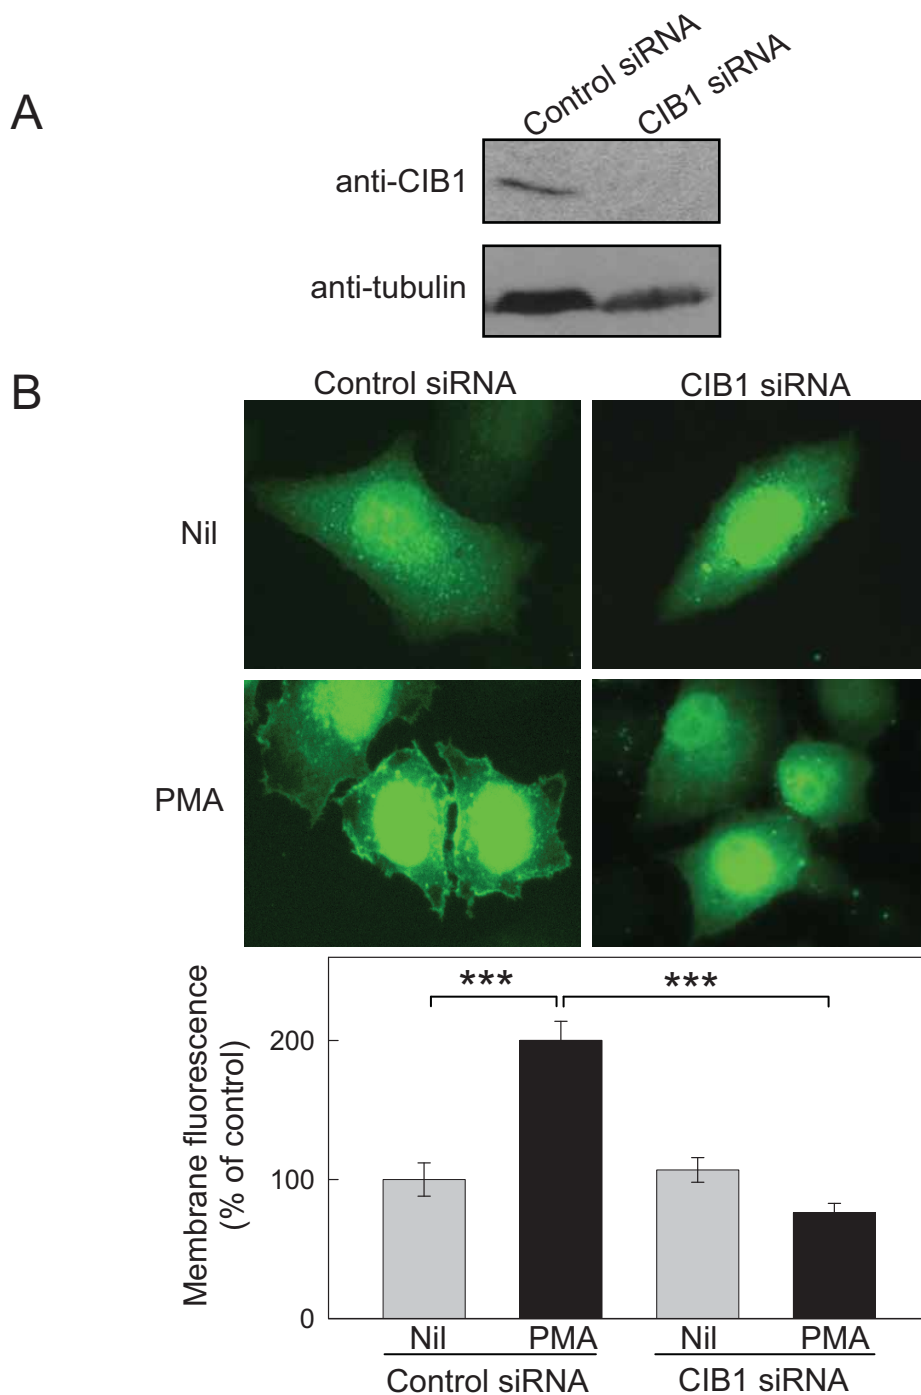 A
Control siRNA
CIB1 siRNA
anti-CIB1
anti-tubulin
B
Control siRNA
CIB1 siRNA
Nil
PMA
Membrane fluorescence
(% of control)
***
***
200
100
0
Nil
PMA
Nil
PMA
Control siRNA
CIB1 siRNA